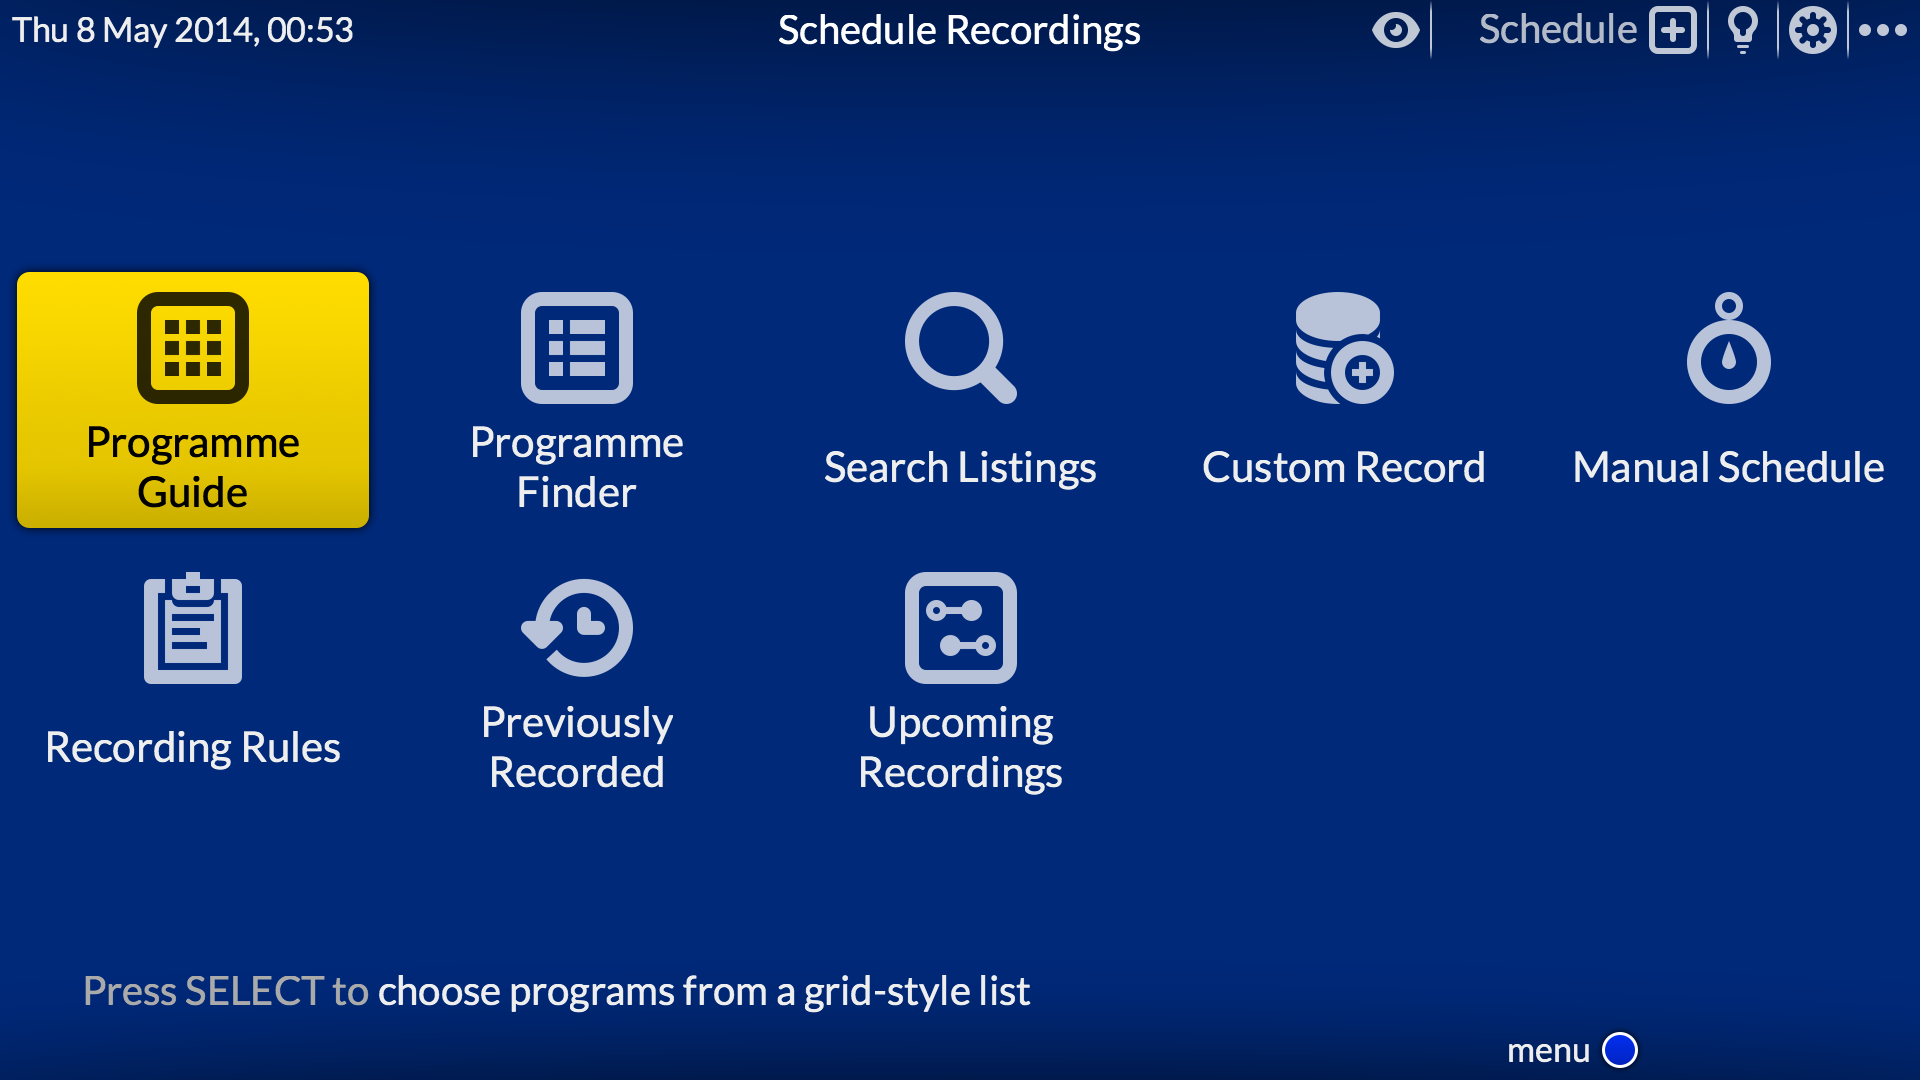 Thu 8 May 2014, 00:53
Schedule Recordings
Schedule
Programme
Guide
Programme
Finder
Search Listings
Custom Record
Manual Schedule
Recording Rules
Previously
Recorded
Upcoming
Recordings
Press SELECT to choose programs from a grid-style list
menu